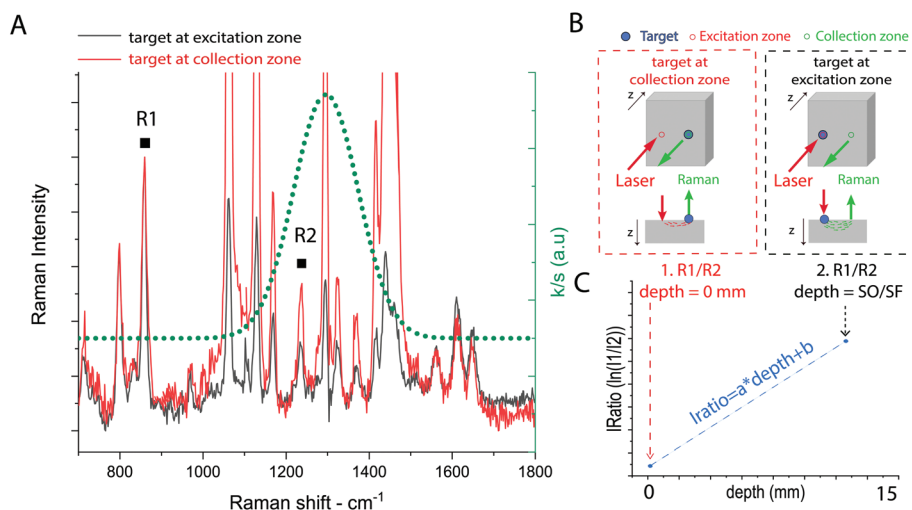 A
target at excitation zone
target at collection zone
R1
R2
Raman Intensity
k/s (a.u)
800 1000 1200 1400 1600 1800
Raman shift - cm-1
B
Target Excitation zone Collection zone
target at
collection zone
z
Laser
Raman
z
target at
excitation zone
z
Laser
Raman
z
C
1. R1/R2
depth = 0 mm
2. R1/R2
depth = SO/SF
IRatio (ln(I1/I2))
Iratio=a*depth+b
0 depth (mm) 15